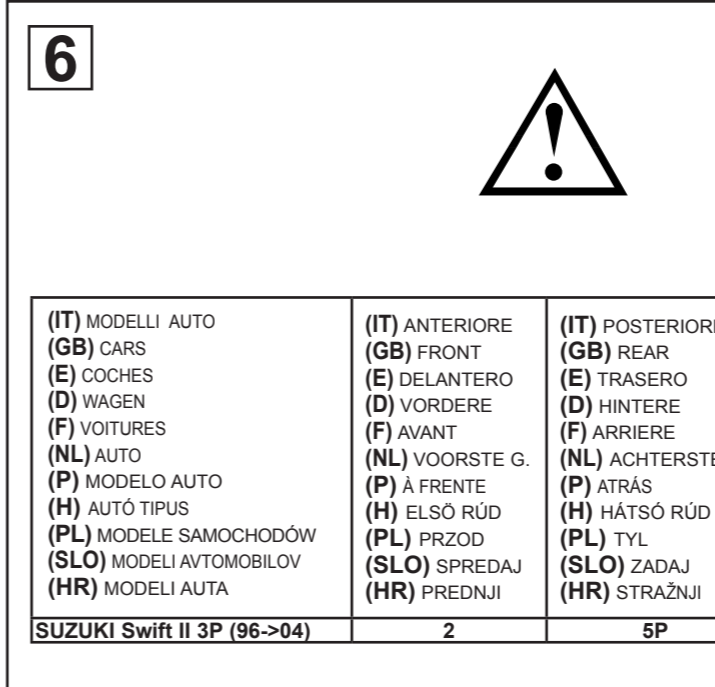 6
(IT) MODELLI AUTO
(GB) CARS
(E) COCHES
(D) WAGEN
(F) VOITURES
(NL) AUTO
(P) MODELO AUTO
(H) AUTÓ TIPUS
(PL) MODELE SAMOCHODÓW
(SLO) MODELI AVTOMOBILOV
(HR) MODELI AUTA
(IT) ANTERIORE
(GB) FRONT
(E) DELANTERO
(D) VORDERE
(F) AVANT
(NL) VOORSTE G.
(P) À FRENTE
(H) ELSÖ RÚD
(PL) PRZOD
(SLO) SPREDAJ
(HR) PREDNJI
(IT) POSTERIORE
(GB) REAR
(E) TRASERO
(D) HINTERE
(F) ARRIERE
(NL) ACHTERSTE
(P) ATRÁS
(H) HÁTSÓ RÚD
(PL) TYL
(SLO) ZADAJ
(HR) STRAŽNJI
SUZUKI Swift II 3P (96->04) 2 5P